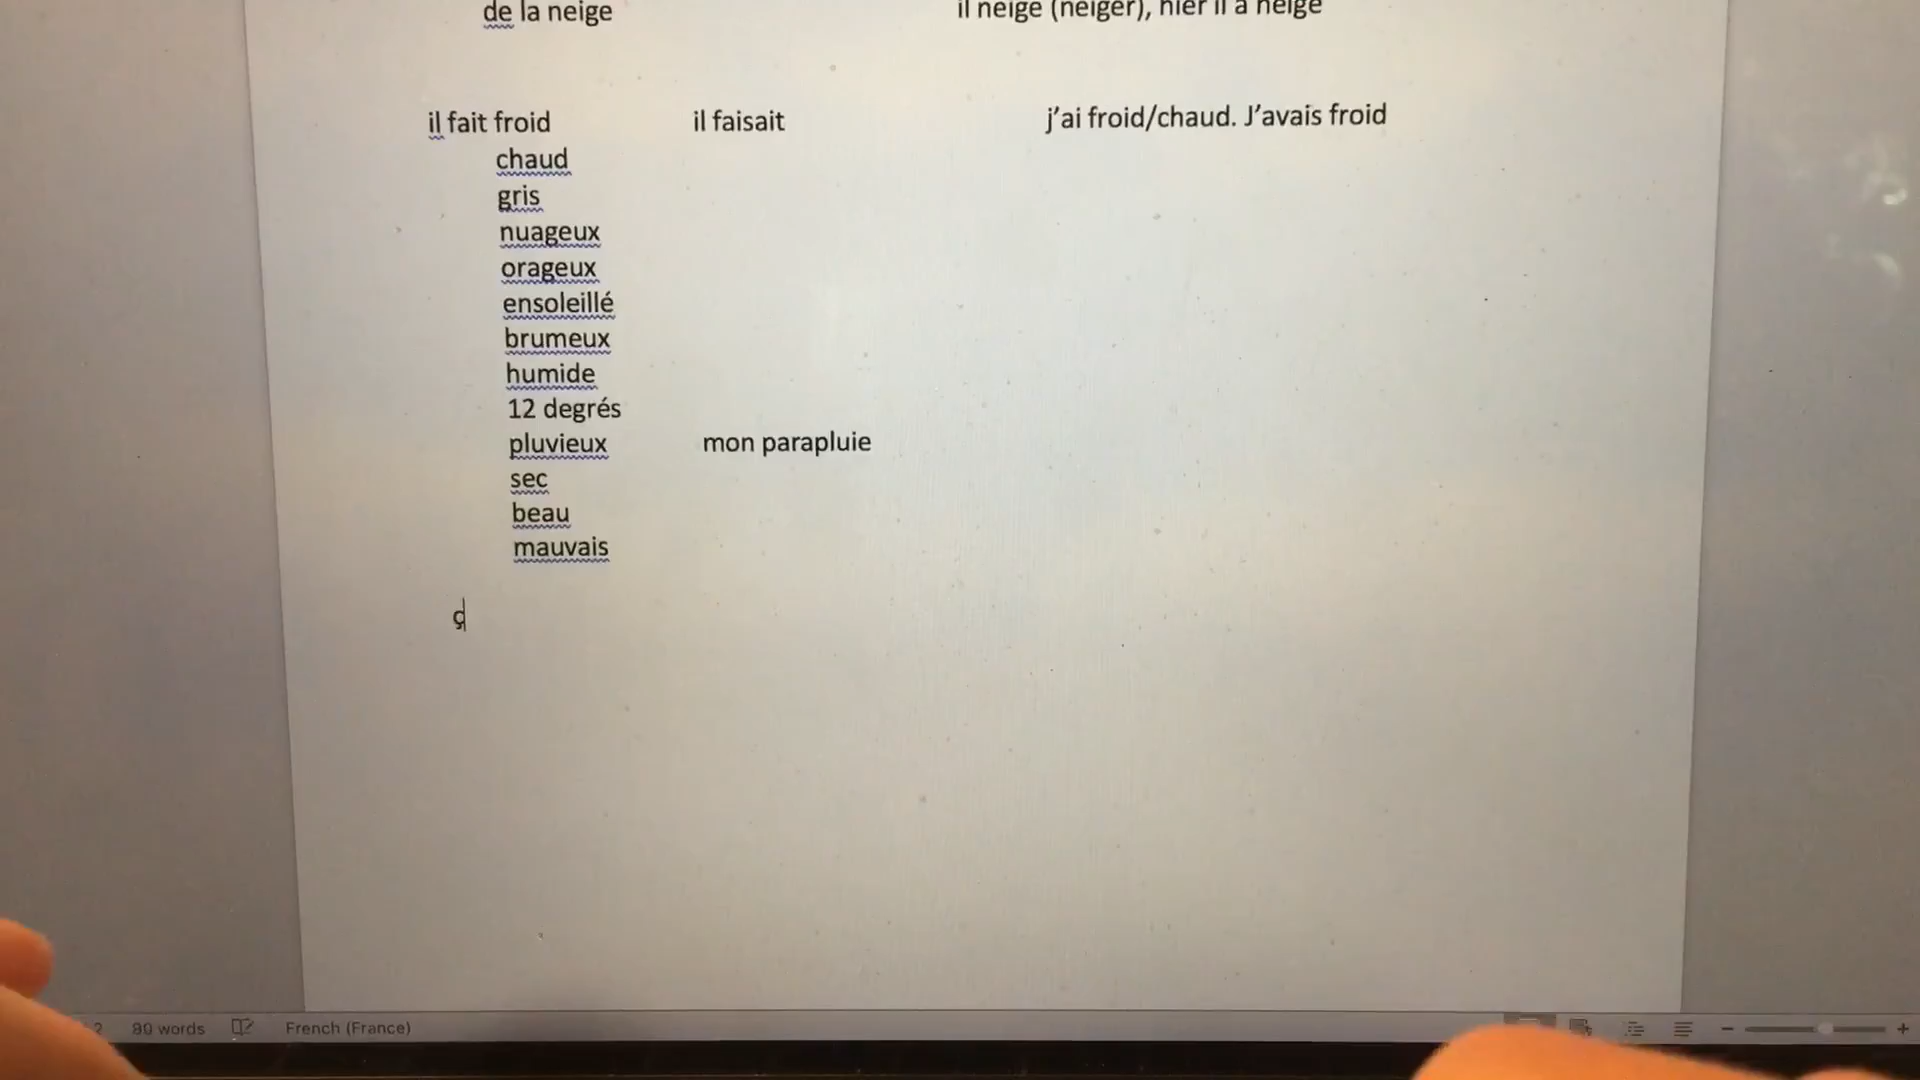 de la neige il neige (neiger), hier il a neigé
il fait froid il faisait j’ai froid/chaud. J’avais froid
chaud
gris
nuageux
orageux
ensoleillé
brumeux
humide
12 degrés
pluvieux mon parapluie
sec
beau
mauvais
ç
2 90 words French (France)